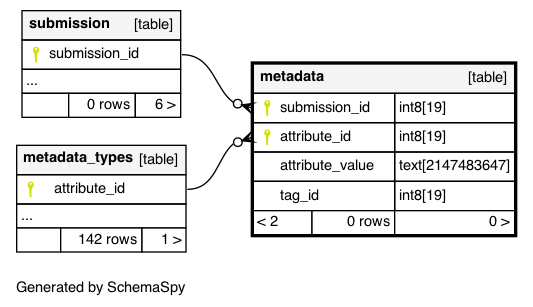 submission [table]
submission_id
...
0 rows 6 >
metadata_types [table]
attribute_id
...
142 rows 1 >
metadata [table]
submission_id int8[19]
attribute_id int8[19]
attribute_value text[2147483647]
tag_id int8[19]
< 2 0 rows 0 >
Generated by SchemaSpy